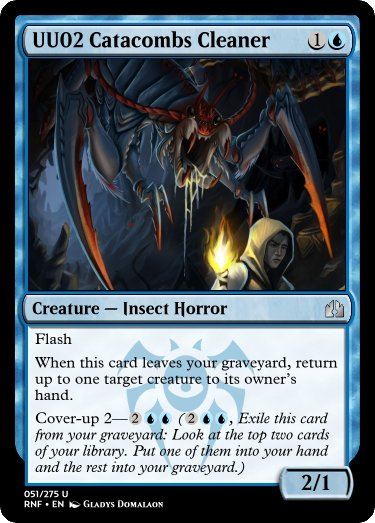 UU02 Catacombs Cleaner 1
Creature — Insect Horror
Flash
When this card leaves your graveyard, return
up to one target creature to its owner's
hand.
Cover-up 2—2 (2, Exile this card
from your graveyard: Look at the top two cards
of your library. Put one of them into your hand
and the rest into your graveyard.)
2/1
051/275 U
RNF • EN Gladys Domalaon